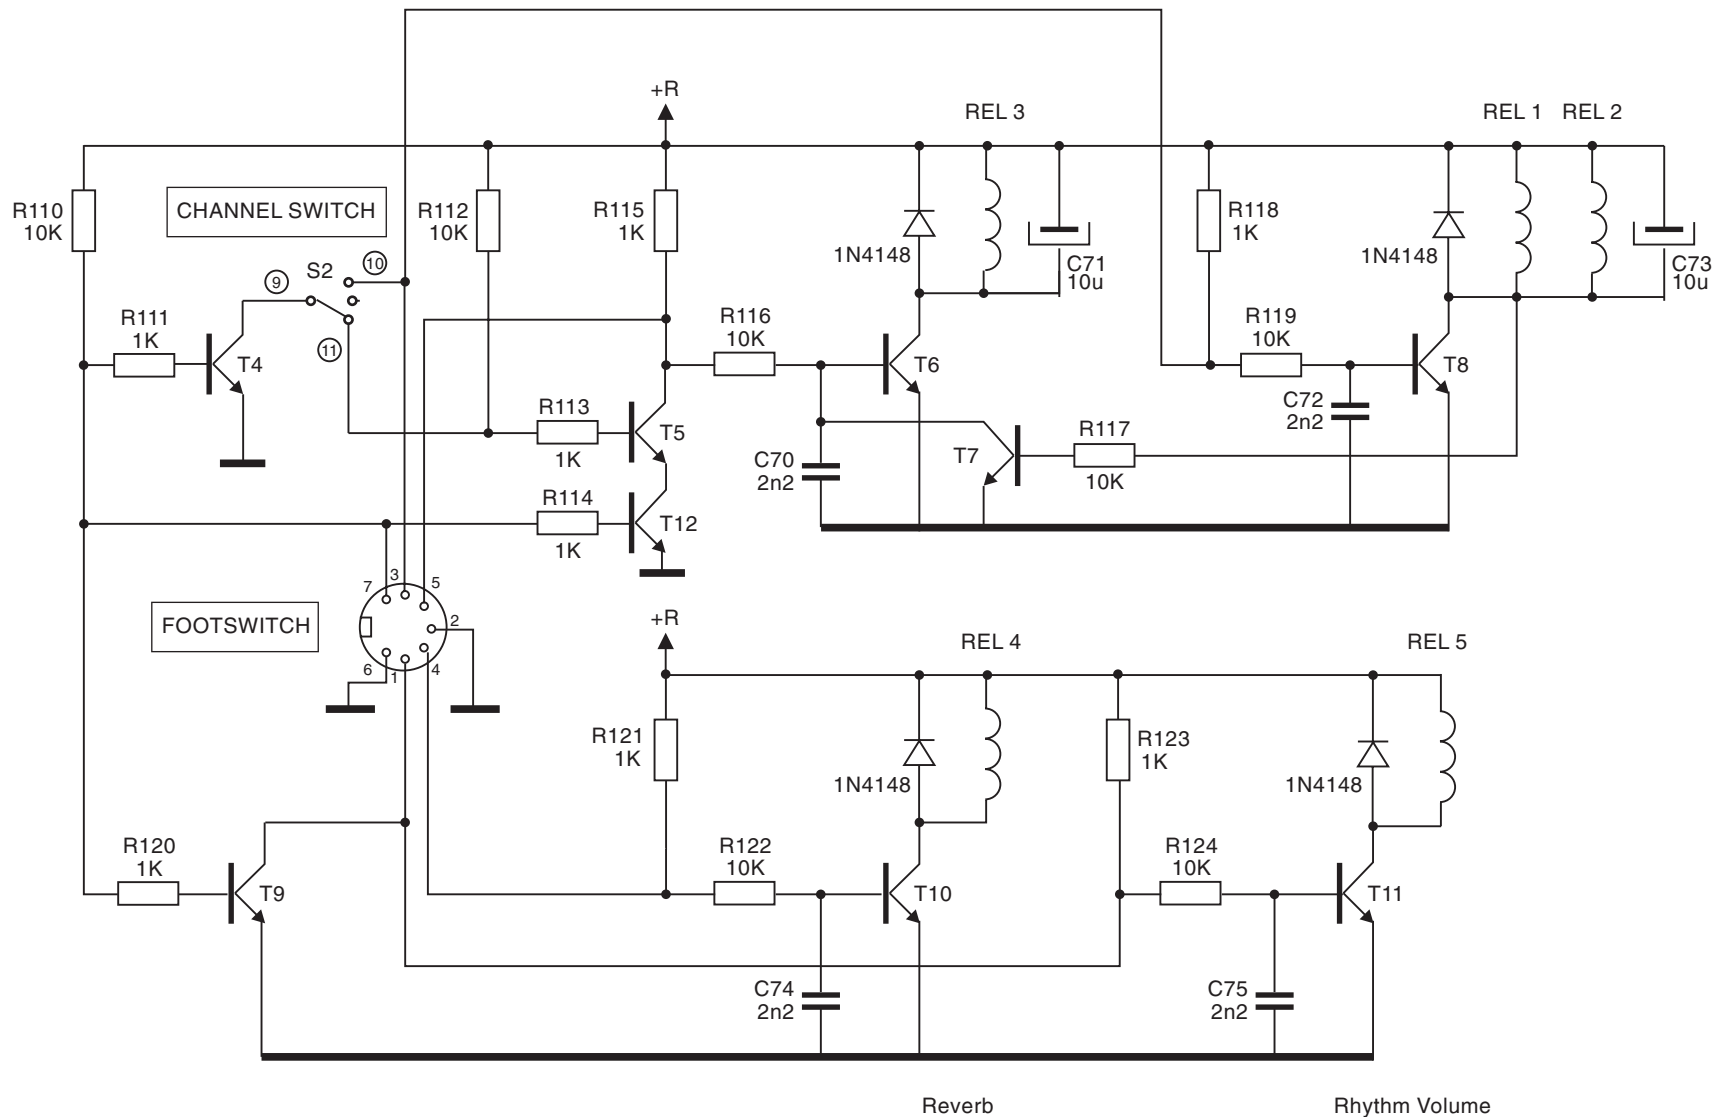 +R
REL 3
REL 1
REL 2
R110
10K
CHANNEL SWITCH
R112
10K
R115
1K
1N4148
C71
10u
R118
1K
1N4148
C73
10u
S2
10
9
11
R111
1K
T4
R116
10K
T6
R119
10K
T8
C72
2n2
R113
1K
T5
C70
2n2
T7
R117
10K
R114
1K
T12
7
3
5
2
6
1
4
FOOTSWITCH
+R
REL 4
REL 5
R121
1K
1N4148
R123
1K
1N4148
R120
1K
T9
R122
10K
T10
R124
10K
T11
C74
2n2
C75
2n2
Reverb
Rhythm Volume